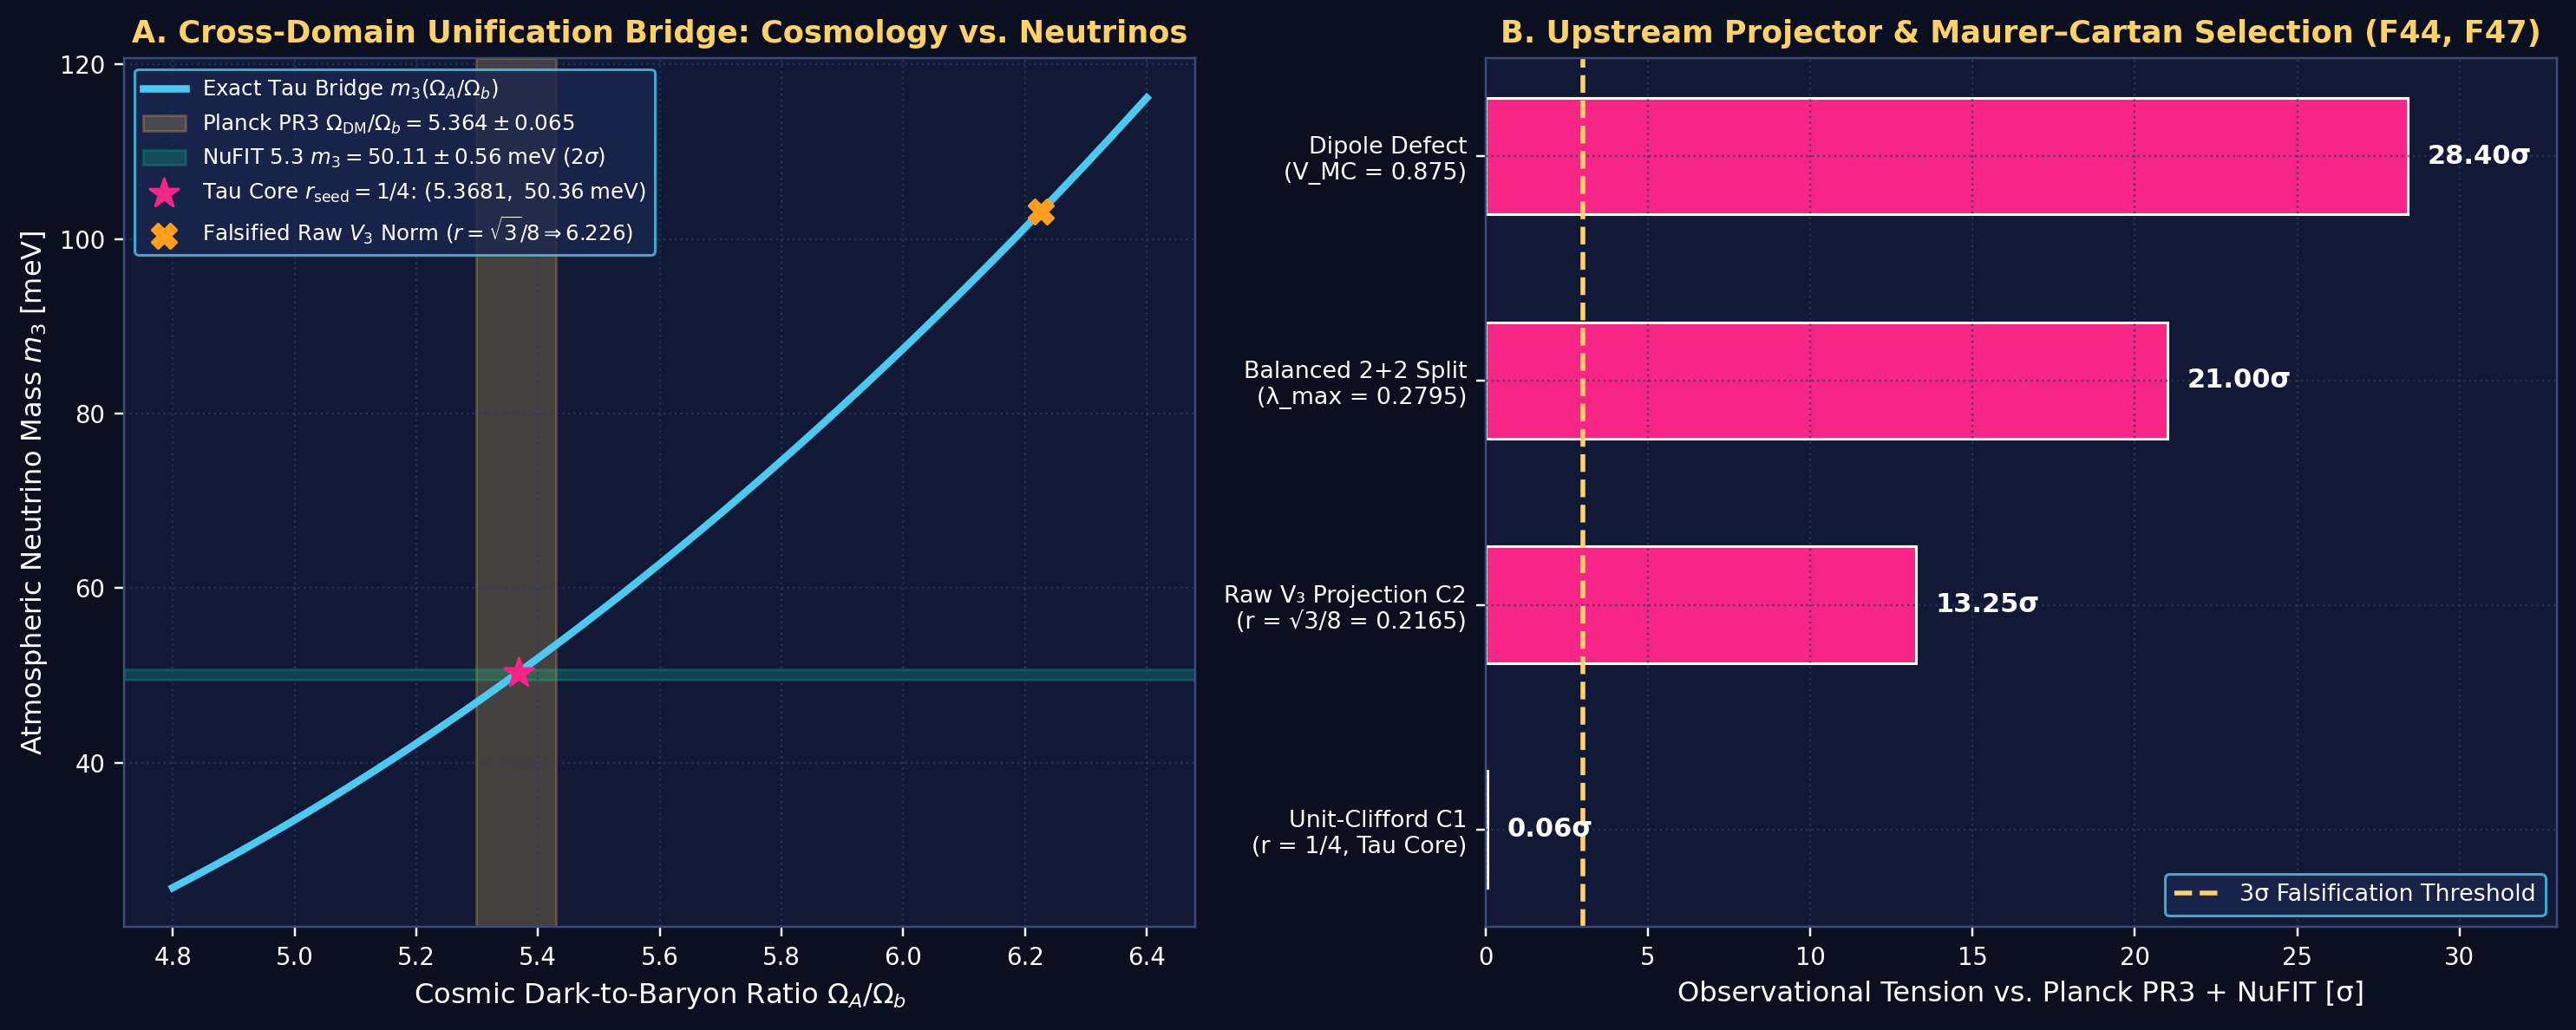 A. Cross-Domain Unification Bridge: Cosmology vs. Neutrinos
Exact Tau Bridge m₃(Ω_A/Ω_b)
Planck PR3 Ω_DM/Ω_b = 5.364 ± 0.065
NuFIT 5.3 m₃ = 50.11 ± 0.56 meV (2σ)
Tau Core r_seed = 1/4: (5.3681, 50.36 meV)
Falsified Raw V₃ Norm (r = √3/8 ⇒ 6.226)
Atmospheric Neutrino Mass m₃ [meV]
120
100
80
60
40
4.8 5.0 5.2 5.4 5.6 5.8 6.0 6.2 6.4
Cosmic Dark-to-Baryon Ratio Ω_A/Ω_b
B. Upstream Projector & Maurer–Cartan Selection (F44, F47)
Dipole Defect
(V_MC = 0.875)
28.40σ
Balanced 2+2 Split
(λ_max = 0.2795)
21.00σ
Raw V₃ Projection C2
(r = √3/8 = 0.2165)
13.25σ
Unit-Clifford C1
(r = 1/4, Tau Core)
0.06σ
3σ Falsification Threshold
0 5 10 15 20 25 30
Observational Tension vs. Planck PR3 + NuFIT [σ]